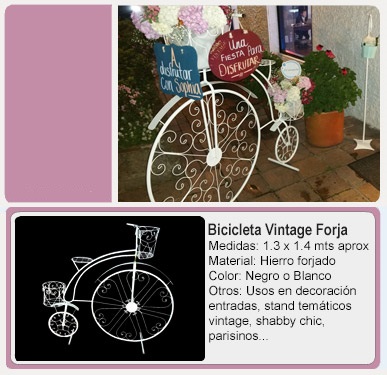 A
disfrutar
Con Sophia
Una
FIESTA Para
DISFRUTAR
Bicicleta Vintage Forja
Medidas: 1.3 x 1.4 mts aprox
Material: Hierro forjado
Color: Negro o Blanco
Otros: Usos en decoración
entradas, stand temáticos
vintage, shabby chic,
parisinos...